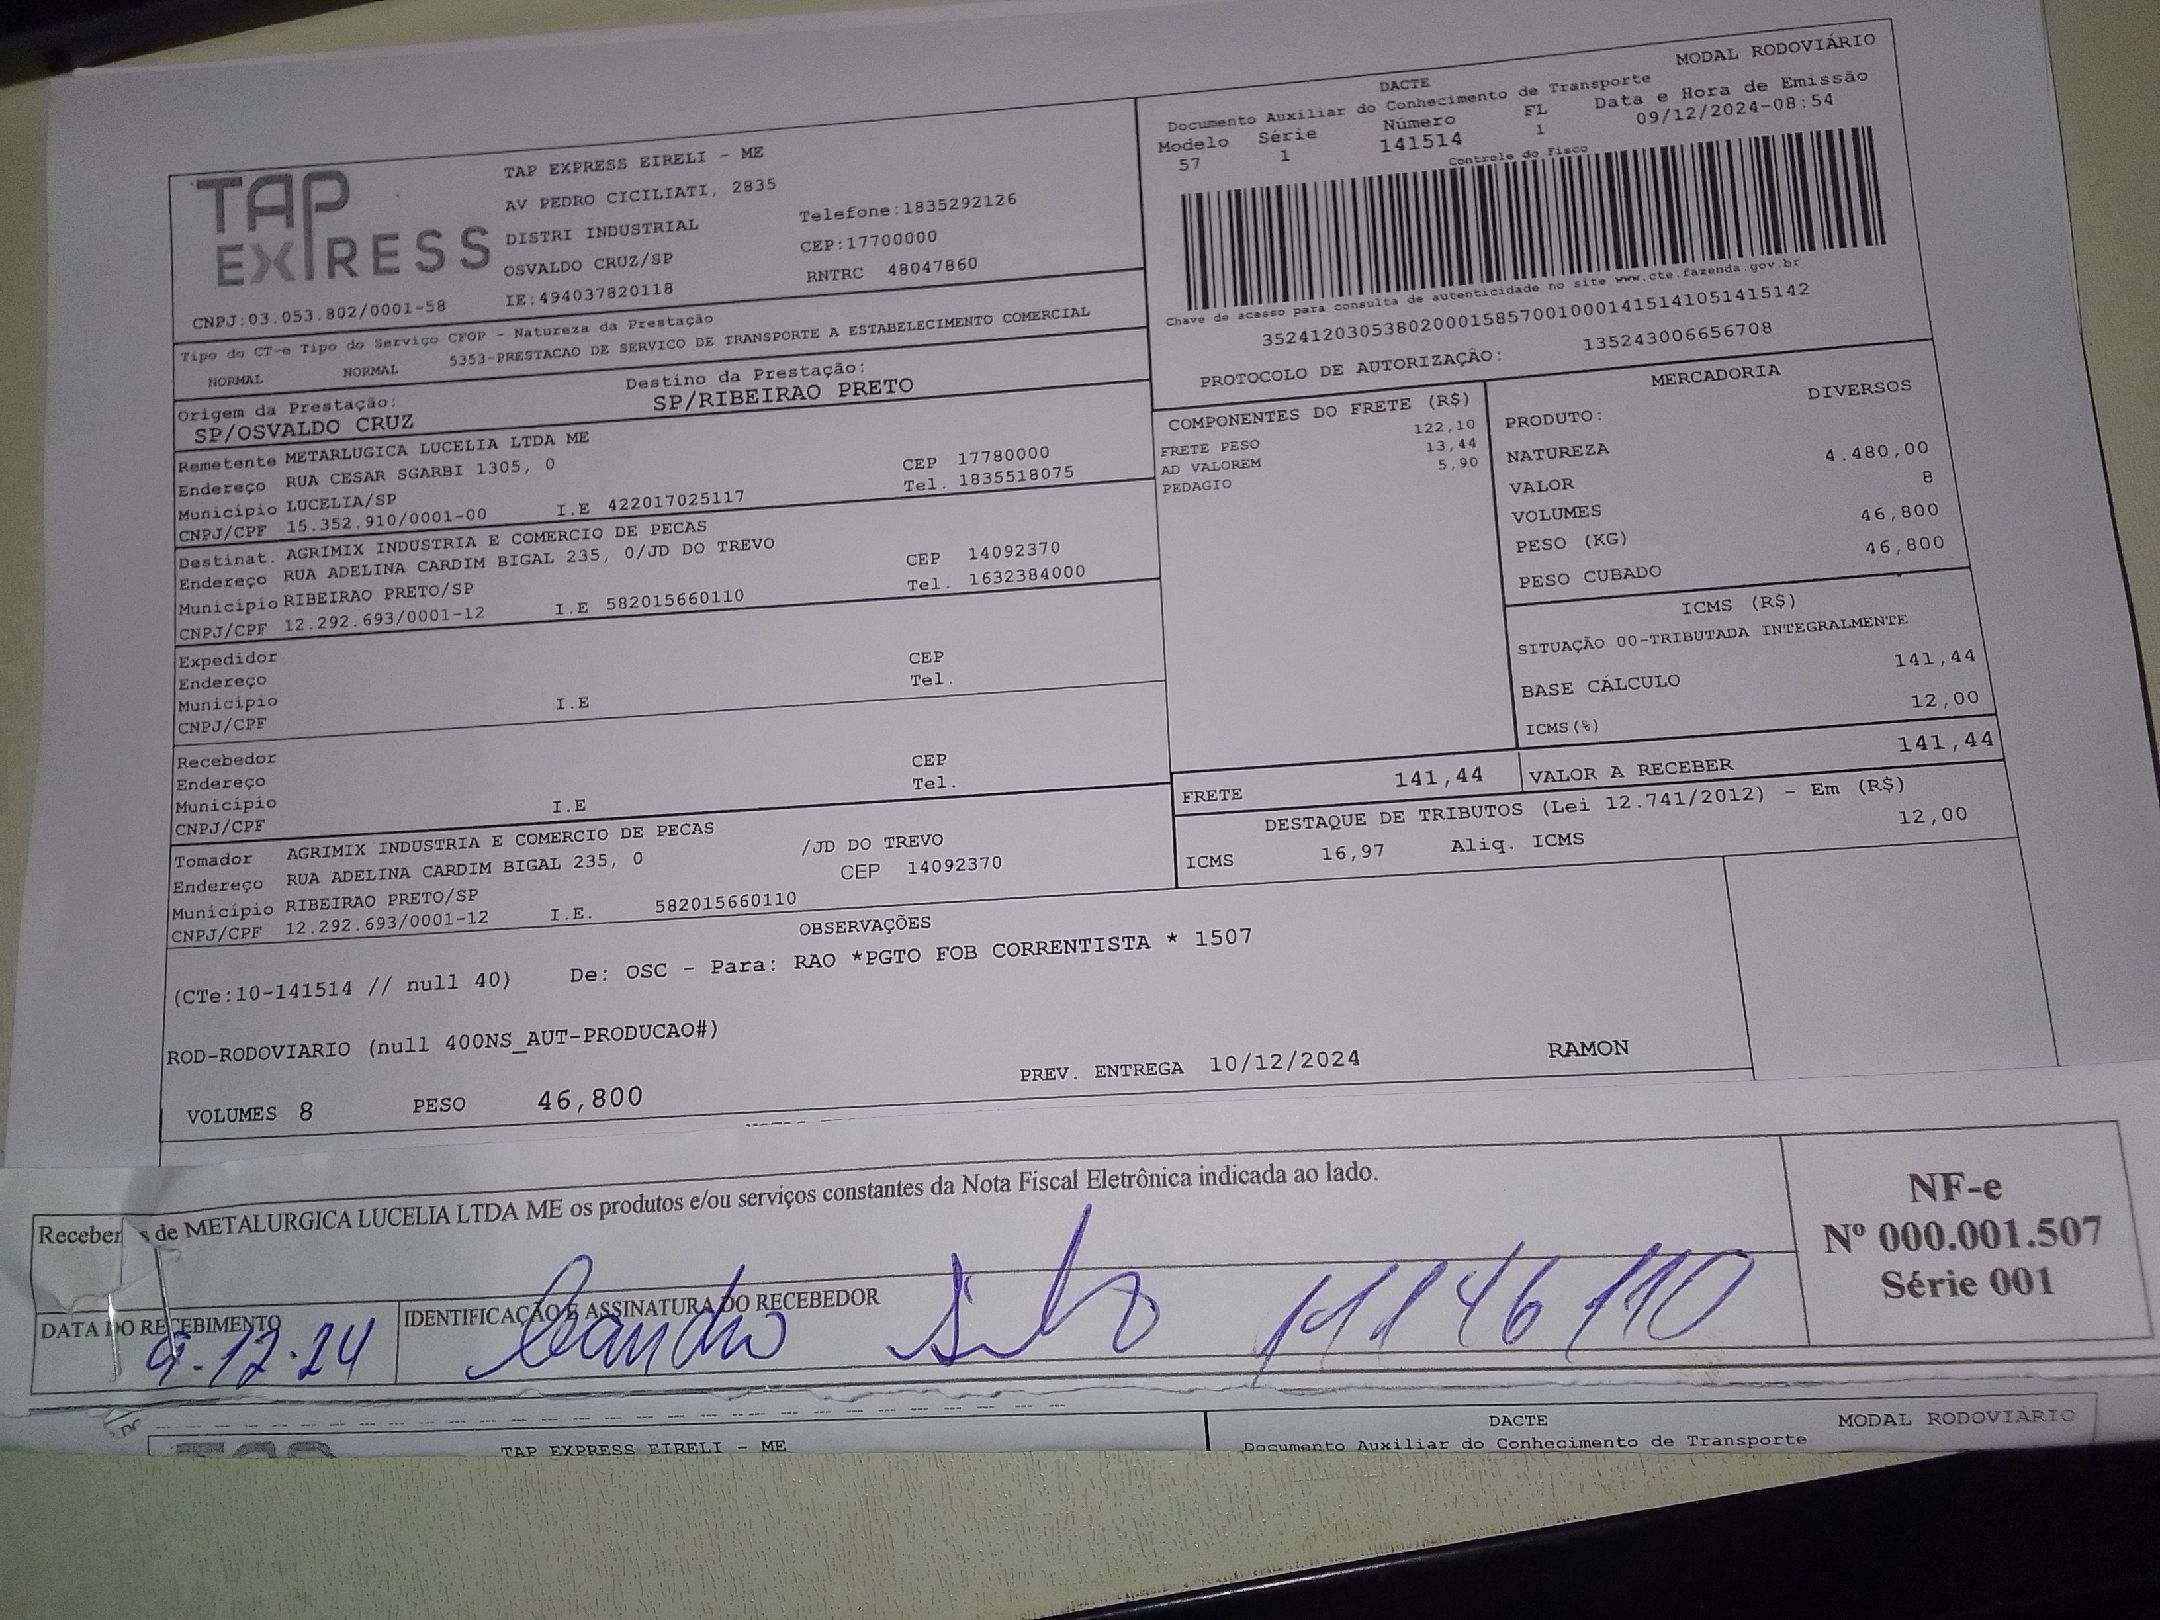 TAP EXPRESS
CNPJ:03.053.802/0001-58
TAP EXPRESS EIRELI - ME
AV PEDRO CICILIATI, 2835
DISTRI INDUSTRIAL
OSVALDO CRUZ/SP
IE:494037820118
Telefone:1835292126
CEP:17700000
RNTRC 48047860
DACTE MODAL RODOVIÁRIO
Documento Auxiliar do Conhecimento de Transporte
Modelo Série Número FL Data e Hora de Emissão
57 1 141514 1 09/12/2024-08:54
Controle do Fisco
Chave de acesso para consulta de autenticidade no site www.cte.fazenda.gov.br
35241203053802000158570010001415141051415142
PROTOCOLO DE AUTORIZAÇÃO: 135243006656708
Tipo do CT-e Tipo do Serviço CFOP - Natureza da Prestação
NORMAL NORMAL 5353-PRESTACAO DE SERVICO DE TRANSPORTE A ESTABELECIMENTO COMERCIAL
Origem da Prestação: Destino da Prestação:
SP/OSVALDO CRUZ SP/RIBEIRAO PRETO
Remetente METARLUGICA LUCELIA LTDA ME
Endereço RUA CESAR SGARBI 1305, 0 CEP 17780000
Município LUCELIA/SP Tel. 1835518075
CNPJ/CPF 15.352.910/0001-00 I.E 422017025117
Destinat. AGRIMIX INDUSTRIA E COMERCIO DE PECAS
Endereço RUA ADELINA CARDIM BIGAL 235, 0/JD DO TREVO CEP 14092370
Município RIBEIRAO PRETO/SP Tel. 1632384000
CNPJ/CPF 12.292.693/0001-12 I.E 582015660110
Expedidor CEP
Endereço Tel.
Município I.E
CNPJ/CPF
Recebedor CEP
Endereço Tel.
Município I.E
CNPJ/CPF
Tomador AGRIMIX INDUSTRIA E COMERCIO DE PECAS
Endereço RUA ADELINA CARDIM BIGAL 235, 0 /JD DO TREVO
Município RIBEIRAO PRETO/SP CEP 14092370
CNPJ/CPF 12.292.693/0001-12 I.E. 582015660110
COMPONENTES DO FRETE (R$)
FRETE PESO 122,10
AD VALOREM 13,44
PEDAGIO 5,90
MERCADORIA
PRODUTO: DIVERSOS
NATUREZA
VALOR 4.480,00
VOLUMES 8
PESO (KG) 46,800
PESO CUBADO 46,800
ICMS (R$)
SITUAÇÃO 00-TRIBUTADA INTEGRALMENTE
BASE CÁLCULO 141,44
ICMS(%) 12,00
FRETE 141,44 VALOR A RECEBER 141,44
DESTAQUE DE TRIBUTOS (Lei 12.741/2012) - Em (R$)
ICMS 16,97 Aliq. ICMS 12,00
OBSERVAÇÕES
(CTe:10-141514 // null 40) De: OSC - Para: RAO *PGTO FOB CORRENTISTA * 1507
ROD-RODOVIARIO (null 400NS_AUT-PRODUCAO#)
VOLUMES 8 PESO 46,800 PREV. ENTREGA 10/12/2024 RAMON
Receber s de METALURGICA LUCELIA LTDA ME os produtos e/ou serviços constantes da Nota Fiscal Eletrônica indicada ao lado.
DATA DO RECEBIMENTO
9.12.24
IDENTIFICAÇÃO E ASSINATURA DO RECEBEDOR
NF-e
Nº 000.001.507
Série 001
DACTE MODAL RODOVIÁRIO
TAP EXPRESS EIRELI - ME Documento Auxiliar do Conhecimento de Transporte